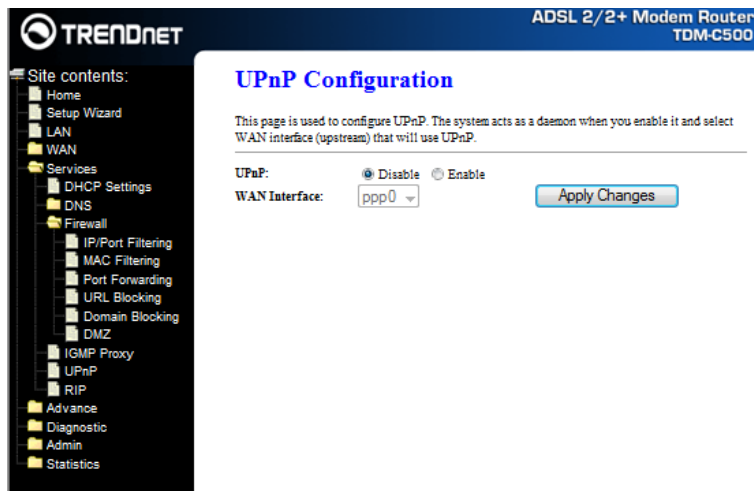 TRENDNET
ADSL 2/2+ Modem Router
TDM-C500
Site contents:
Home
Setup Wizard
LAN
WAN
Services
DHCP Settings
DNS
Firewall
IP/Port Filtering
MAC Filtering
Port Forwarding
URL Blocking
Domain Blocking
DMZ
IGMP Proxy
UPnP
RIP
Advance
Diagnostic
Admin
Statistics
UPnP Configuration
This page is used to configure UPnP. The system acts as a daemon when you enable it and select
WAN interface (upstream) that will use UPnP.
UPnP: Disable Enable
WAN Interface: ppp0 Apply Changes